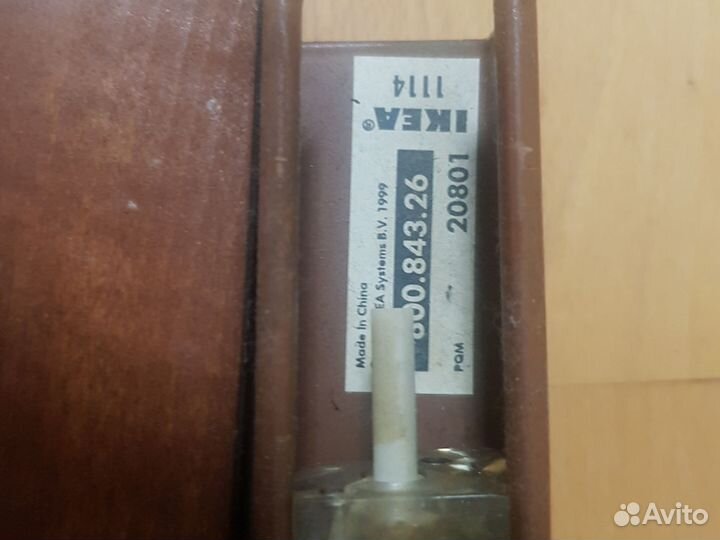 IKEA®
1114
Made in China
EA Systems B.V. 1999
600.843.26
20801
PQM
Avito